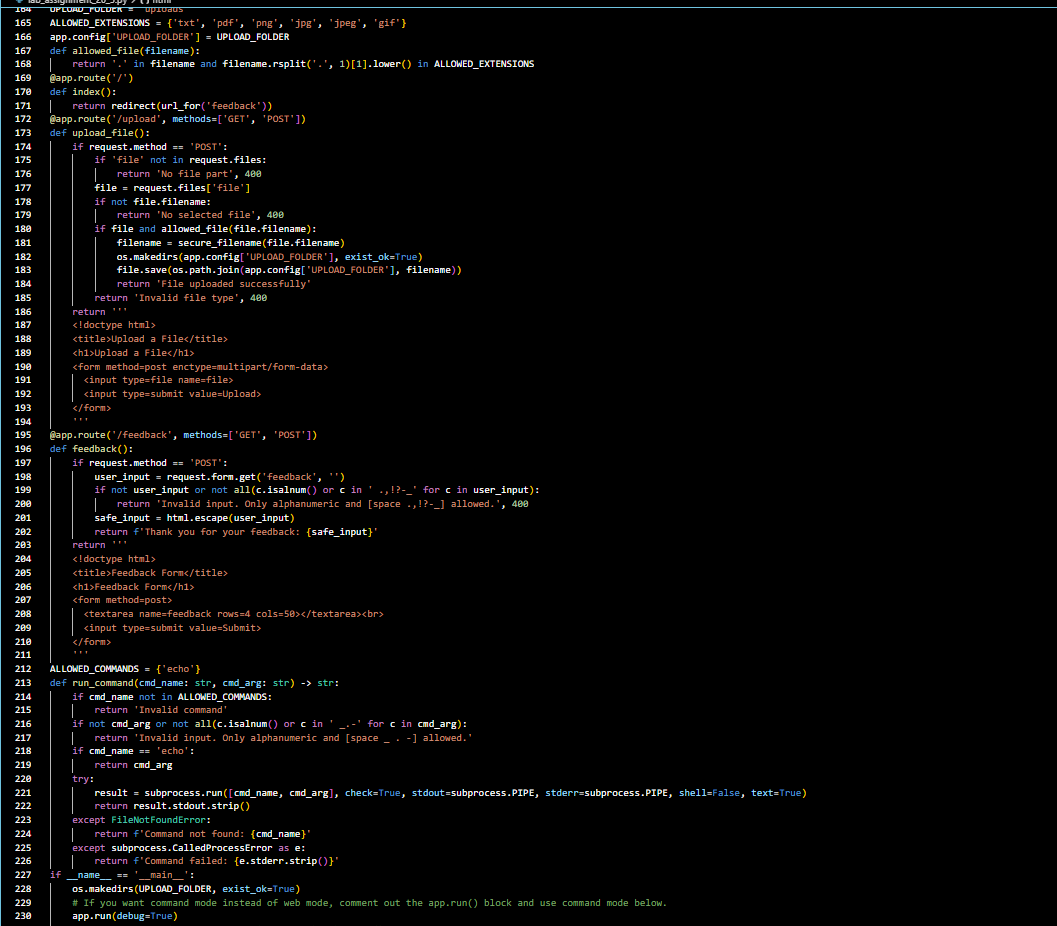 lab_assignment_20_5.py > html
164 UPLOAD_FOLDER = 'uploads'
165 ALLOWED_EXTENSIONS = {'txt', 'pdf', 'png', 'jpg', 'jpeg', 'gif'}
166 app.config['UPLOAD_FOLDER'] = UPLOAD_FOLDER
167 def allowed_file(filename):
168     return '.' in filename and filename.rsplit('.', 1)[1].lower() in ALLOWED_EXTENSIONS
169 @app.route('/')
170 def index():
171     return redirect(url_for('feedback'))
172 @app.route('/upload', methods=['GET', 'POST'])
173 def upload_file():
174     if request.method == 'POST':
175         if 'file' not in request.files:
176             return 'No file part', 400
177         file = request.files['file']
178         if not file.filename:
179             return 'No selected file', 400
180         if file and allowed_file(file.filename):
181             filename = secure_filename(file.filename)
182             os.makedirs(app.config['UPLOAD_FOLDER'], exist_ok=True)
183             file.save(os.path.join(app.config['UPLOAD_FOLDER'], filename))
184             return 'File uploaded successfully'
185         return 'Invalid file type', 400
186     return '''
187     <!doctype html>
188     <title>Upload a File</title>
189     <h1>Upload a File</h1>
190     <form method=post enctype=multipart/form-data>
191       <input type=file name=file>
192       <input type=submit value=Upload>
193     </form>
194     '''
195 @app.route('/feedback', methods=['GET', 'POST'])
196 def feedback():
197     if request.method == 'POST':
198         user_input = request.form.get('feedback', '')
199         if not user_input or not all(c.isalnum() or c in ' .,!?-_' for c in user_input):
200             return 'Invalid input. Only alphanumeric and [space .,!?-_] allowed.', 400
201         safe_input = html.escape(user_input)
202         return f'Thank you for your feedback: {safe_input}'
203     return '''
204     <!doctype html>
205     <title>Feedback Form</title>
206     <h1>Feedback Form</h1>
207     <form method=post>
208       <textarea name=feedback rows=4 cols=50></textarea><br>
209       <input type=submit value=Submit>
210     </form>
211     '''
212 ALLOWED_COMMANDS = {'echo'}
213 def run_command(cmd_name: str, cmd_arg: str) -> str:
214     if cmd_name not in ALLOWED_COMMANDS:
215         return 'Invalid command'
216     if not cmd_arg or not all(c.isalnum() or c in ' _.-' for c in cmd_arg):
217         return 'Invalid input. Only alphanumeric and [space _ . -] allowed.'
218     if cmd_name == 'echo':
219         return cmd_arg
220     try:
221         result = subprocess.run([cmd_name, cmd_arg], check=True, stdout=subprocess.PIPE, stderr=subprocess.PIPE, shell=False, text=True)
222         return result.stdout.strip()
223     except FileNotFoundError:
224         return f'Command not found: {cmd_name}'
225     except subprocess.CalledProcessError as e:
226         return f'Command failed: {e.stderr.strip()}'
227 if __name__ == '__main__':
228     os.makedirs(UPLOAD_FOLDER, exist_ok=True)
229     # If you want command mode instead of web mode, comment out the app.run() block and use command mode below.
230     app.run(debug=True)